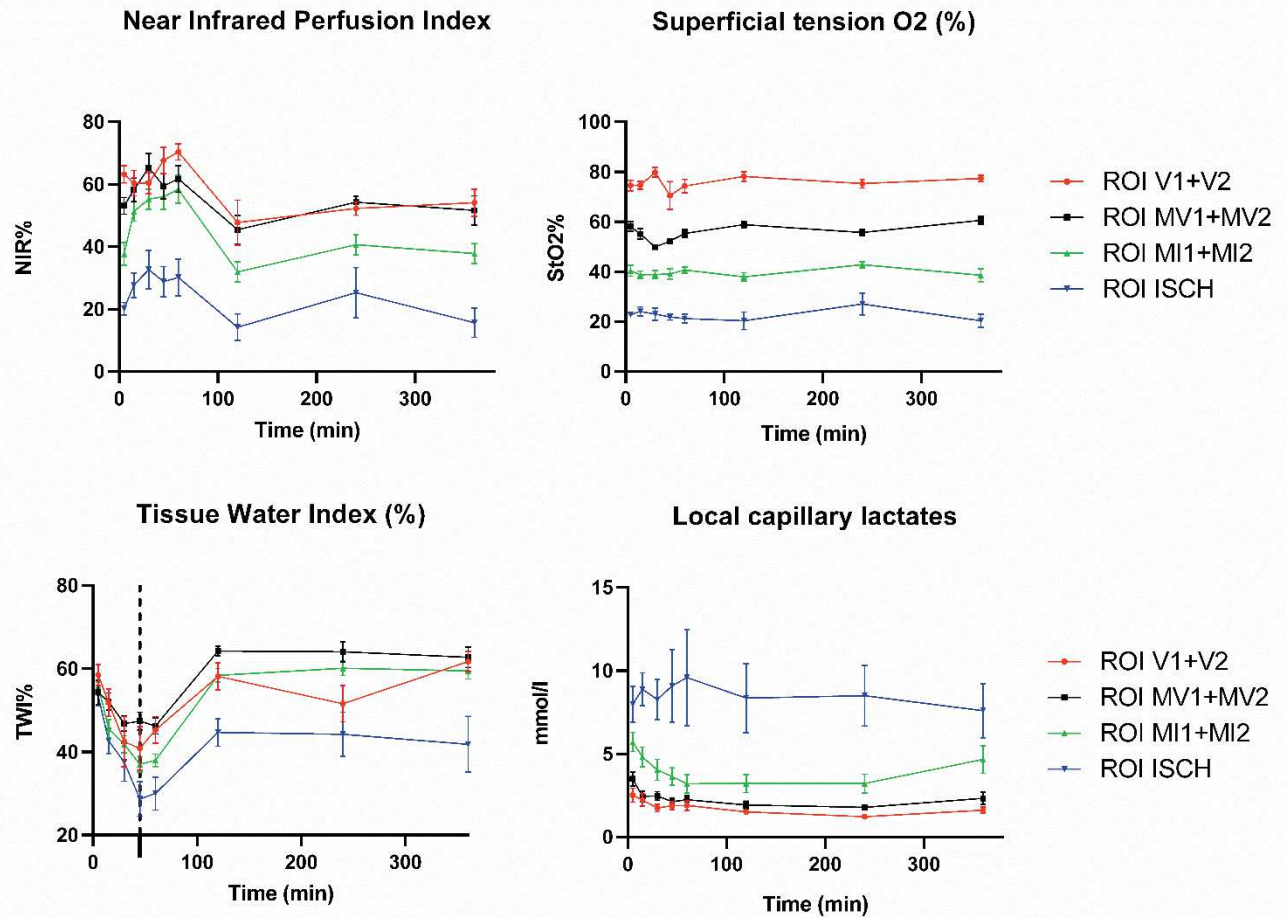 Near Infrared Perfusion Index
80
60
40
20
0
NIR%
0 100 200 300
Time (min)
Superficial tension O2 (%)
100
80
60
40
20
0
StO2%
0 100 200 300
Time (min)
ROI V1+V2
ROI MV1+MV2
ROI MI1+MI2
ROI ISCH
Tissue Water Index (%)
80
60
40
20
TWI%
0 100 200 300
Time (min)
Local capillary lactates
15
10
5
0
mmol/l
0 100 200 300
Time (min)
ROI V1+V2
ROI MV1+MV2
ROI MI1+MI2
ROI ISCH